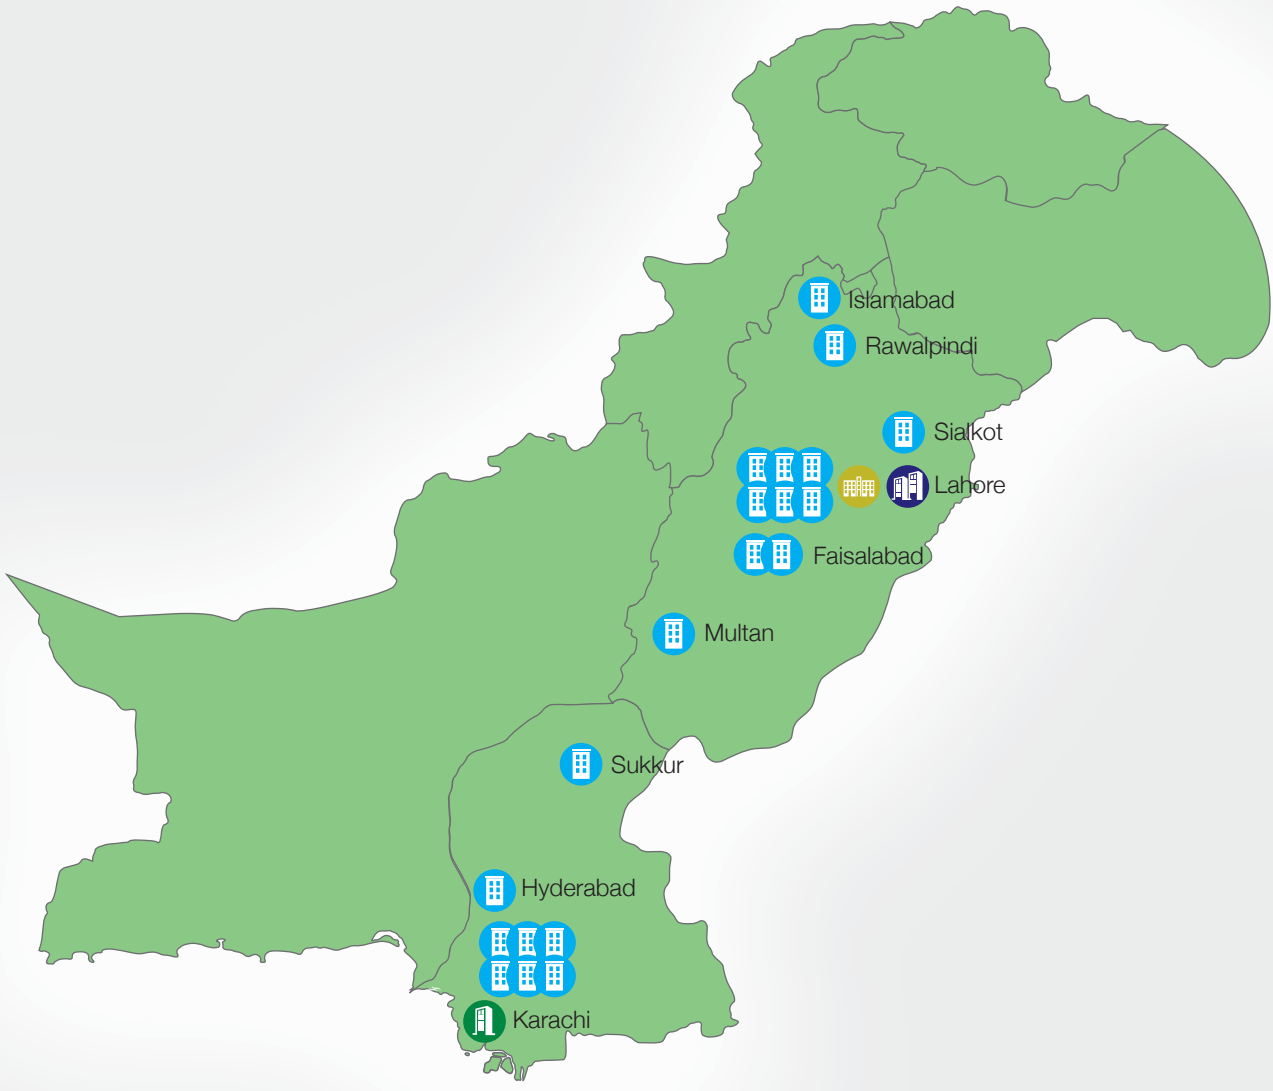 Islamabad
Rawalpindi
Sialkot
Lahore
Faisalabad
Multan
Sukkur
Hyderabad
Karachi